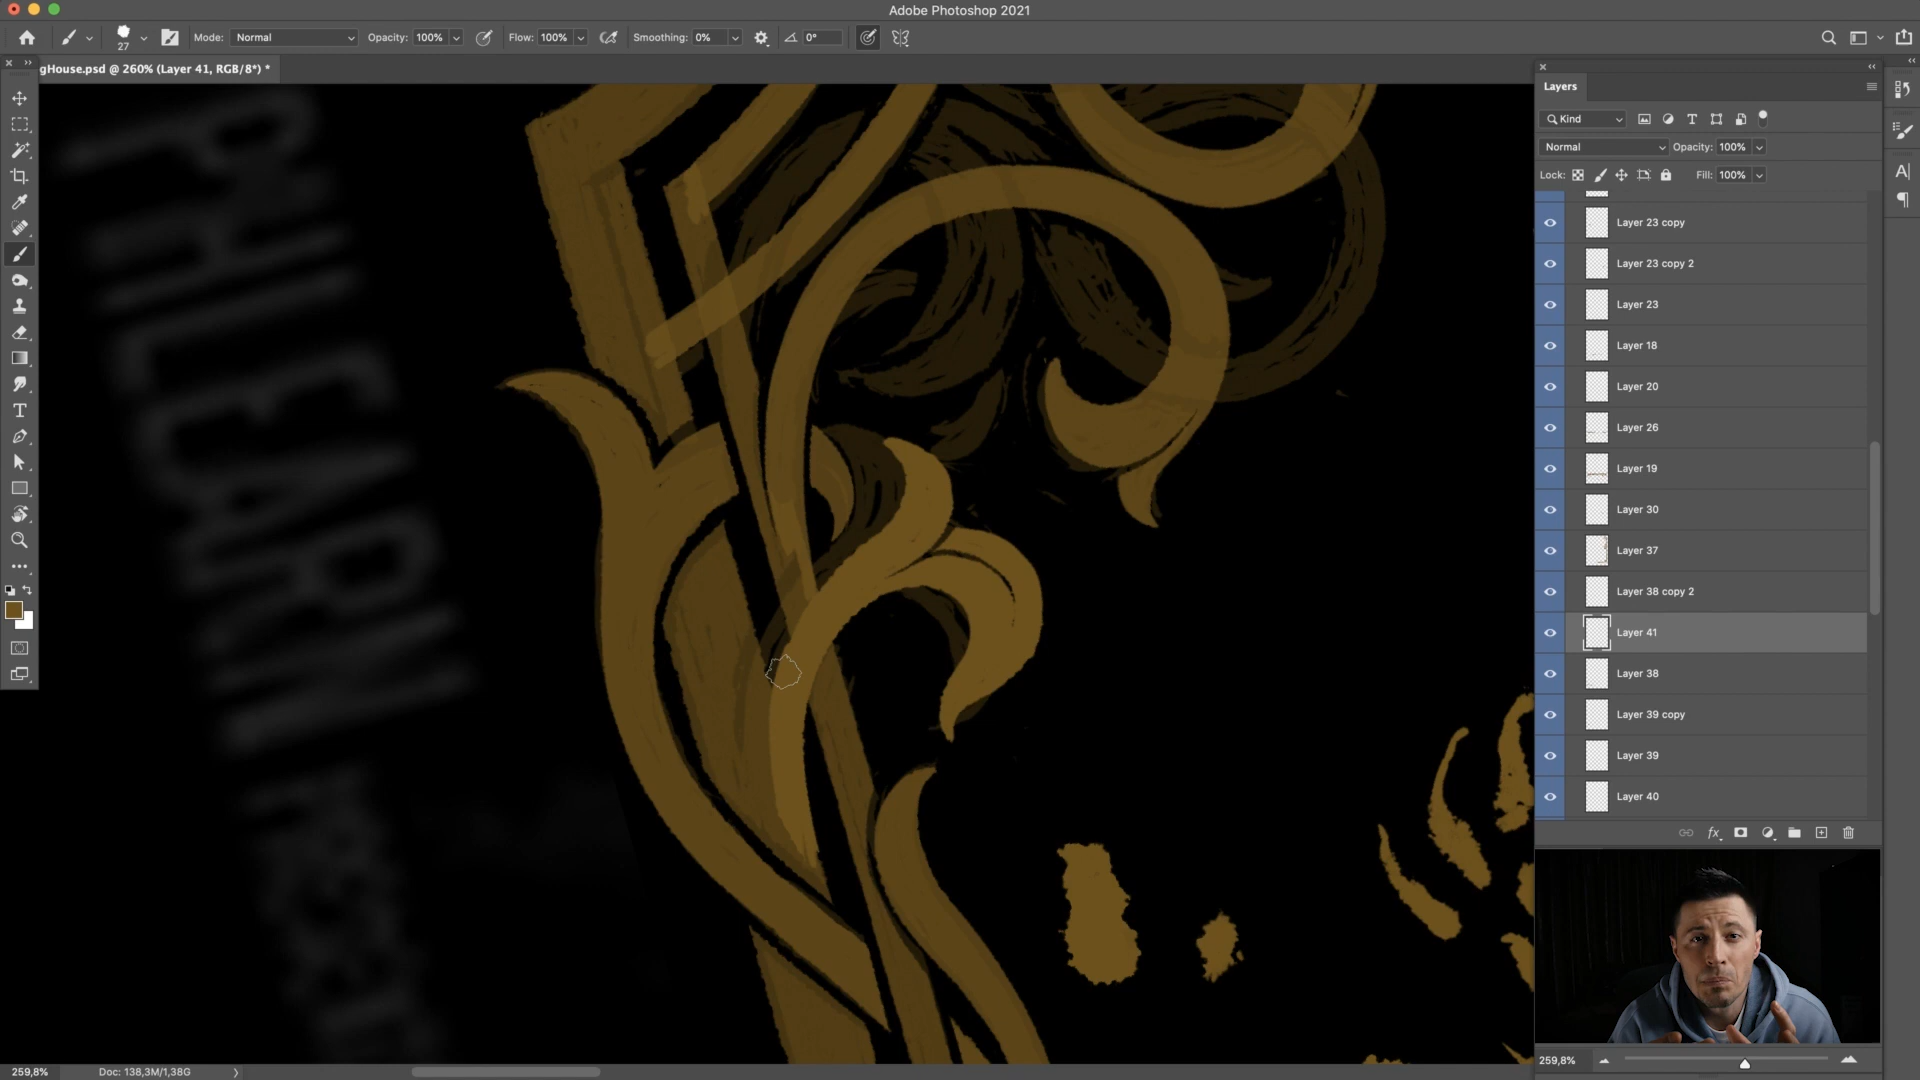 Adobe Photoshop 2021
27
Mode: Normal
Opacity: 100%
Flow: 100%
Smoothing: 0%
0°
gHouse.psd @ 260% (Layer 41, RGB/8*) *
Layers
Kind
Normal
Opacity: 100%
Lock:
Fill: 100%
Layer 23 copy
Layer 23 copy 2
Layer 23
Layer 18
Layer 20
Layer 26
Layer 19
Layer 30
Layer 37
Layer 38 copy 2
Layer 41
Layer 38
Layer 39 copy
Layer 39
Layer 40
fx
259,8%
259,8%
Doc: 138,3M/1,38G